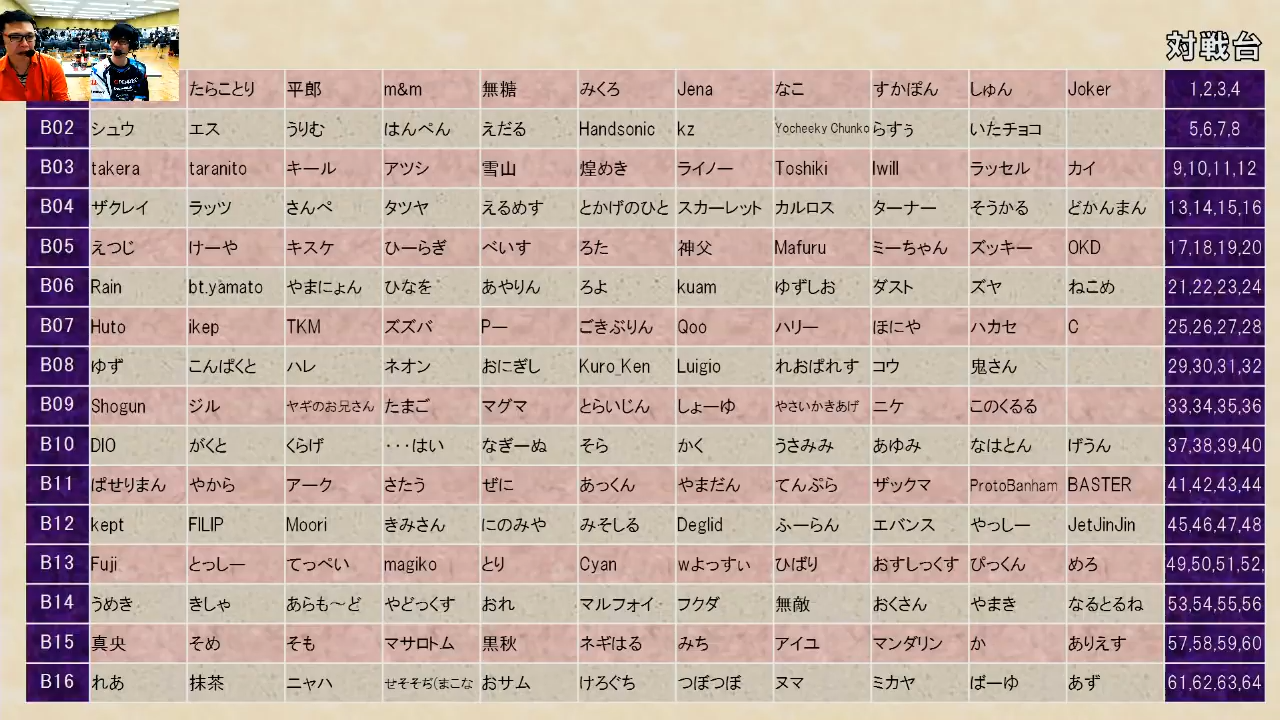 対戦台
たらことり 平郎 m&m 無糖 みくろ Jena なこ すかぽん しゅん Joker 1,2,3,4
B02 シュウ エス うりむ はんぺん えだる Handsonic kz Yocheeky Chunko らすぅ いたチョコ 5,6,7,8
B03 takera taranito キール アツシ 雪山 煌めき ライノー Toshiki Iwill ラッセル カイ 9,10,11,12
B04 ザクレイ ラッツ さんぺ タツヤ えるめす とかげのひと スカーレット カルロス ターナー そうかる どかんまん 13,14,15,16
B05 えつじ けーや キスケ ひーらぎ べいす ろた 神父 Mafuru ミーちゃん ズッキー OKD 17,18,19,20
B06 Rain bt.yamato やまにょん ひなを あやりん ろよ kuam ゆずしお ダスト ズヤ ねこめ 21,22,23,24
B07 Huto ikep TKM ズズバ P一 ごきぶりん Qoo ハリー ほにや ハカセ C 25,26,27,28
B08 ゆず こんぱくと ハレ ネオン おにぎし Kuro_Ken Luigio れおぱれす コウ 鬼さん 29,30,31,32
B09 Shogun ジル ヤギのお兄さん たまご マグマ とらいじん しょーゆ やさいかきあげ ニケ このくるる 33,34,35,36
B10 DIO がくと くらげ ・・・はい なぎーぬ そら かく うさみみ あゆみ なはとん げうん 37,38,39,40
B11 ぱせりまん やから アーク さたう ぜに あっくん やまだん てんぷら ザックマ ProtoBanham BASTER 41,42,43,44
B12 kept FILIP Moori きみさん にのみや みそしる Deglid ふーらん エバンス やっしー JetJinJin 45,46,47,48
B13 Fuji とっしー てっぺい magiko とり Cyan wよっすぃ ひばり おすしっくす ぴっくん めろ 49,50,51,52,
B14 うめき きしゃ あらも～ど やどっくす おれ マルフォイ フクダ 無敵 おくさん やまき なるとるね 53,54,55,56
B15 真央 そめ そも マサロトム 黒秋 ネギはる みち アイユ マンダリン か ありえす 57,58,59,60
B16 れあ 抹茶 ニャハ せそそぢ(まこな おサム けろぐち つぼつぼ ヌマ ミカヤ ばーゆ あず 61,62,63,64